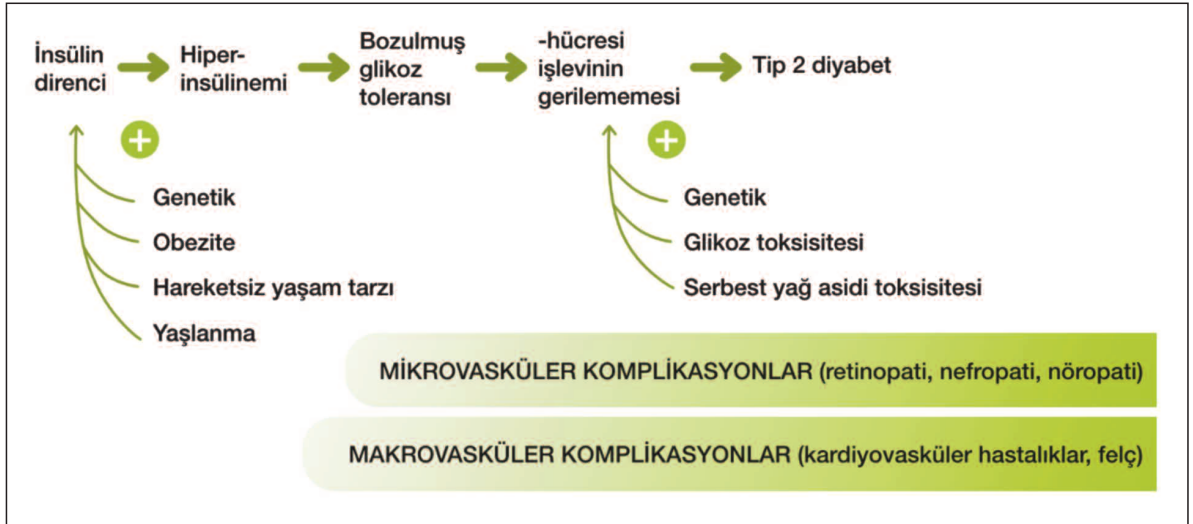 İnsülin
direnci
Hiper-
insülinemi
Bozulmuş
glikoz
toleransı
-hücresi
işlevinin
gerilememesi
Tip 2 diyabet
+
Genetik
Obezite
Hareketsiz yaşam tarzı
Yaşlanma
+
Genetik
Glikoz toksisitesi
Serbest yağ asidi toksisitesi
MİKROVASKÜLER KOMPLİKASYONLAR (retinopati, nefropati, nöropati)
MAKROVASKÜLER KOMPLİKASYONLAR (kardiyovasküler hastalıklar, felç)